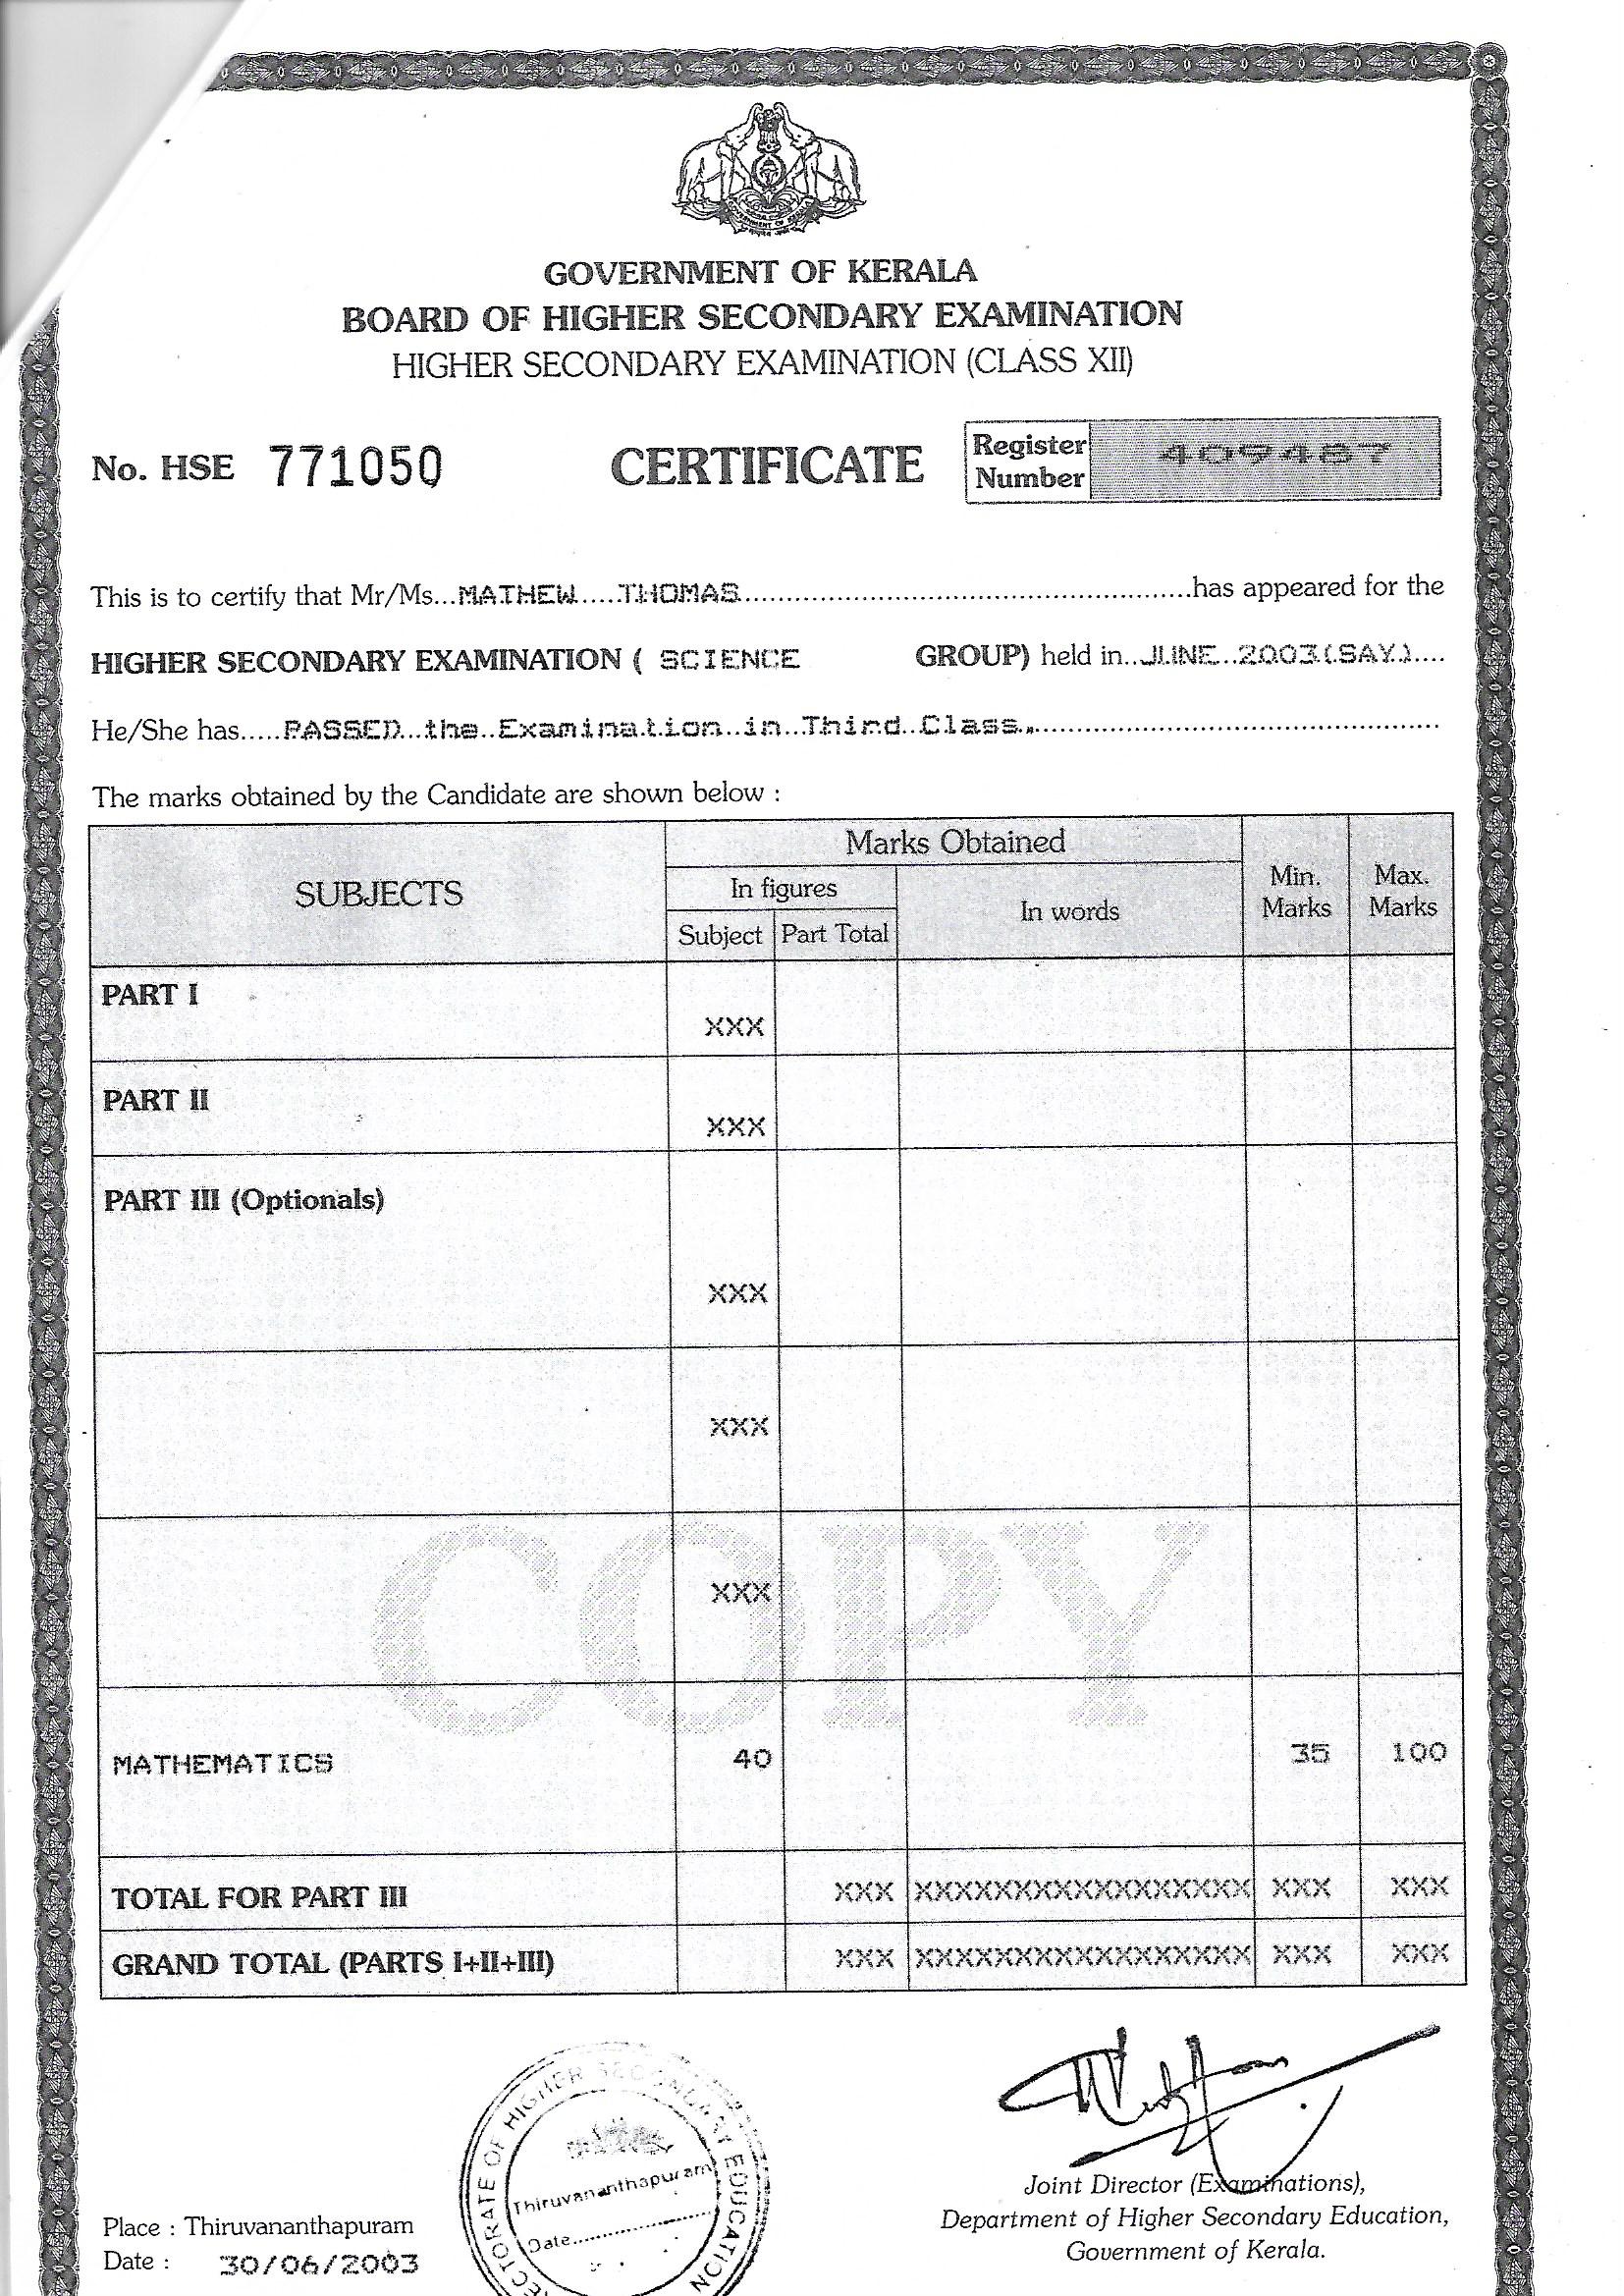 GOVERNMENT OF KERALA
BOARD OF HIGHER SECONDARY EXAMINATION
HIGHER SECONDARY EXAMINATION (CLASS XII)
No. HSE 771050 CERTIFICATE Register Number 409487
This is to certify that Mr/Ms...MATHEW.....THOMAS...has appeared for the
HIGHER SECONDARY EXAMINATION ( SCIENCE GROUP) held in..JUNE..2003(SAY)....
He/She has.....PASSED...the..Examination..in..Third..Class....
The marks obtained by the Candidate are shown below :
SUBJECTS Marks Obtained Min. Marks Max. Marks
In figures In words
Subject Part Total
PART I
XXX
PART II
XXX
PART III (Optionals)
XXX
XXX
COPY
XXX
MATHEMATICS 40 35 100
TOTAL FOR PART III XXX XXXXXXXXXXXXXXXXX XXX XXX
GRAND TOTAL (PARTS I+II+III) XXX XXXXXXXXXXXXXXXXX XXX XXX
DIRECTORATE OF HIGHER SECONDARY EDUCATION
Thiruvananthapuram
Date..................
Joint Director (Examinations),
Department of Higher Secondary Education,
Government of Kerala.
Place : Thiruvananthapuram
Date : 30/06/2003